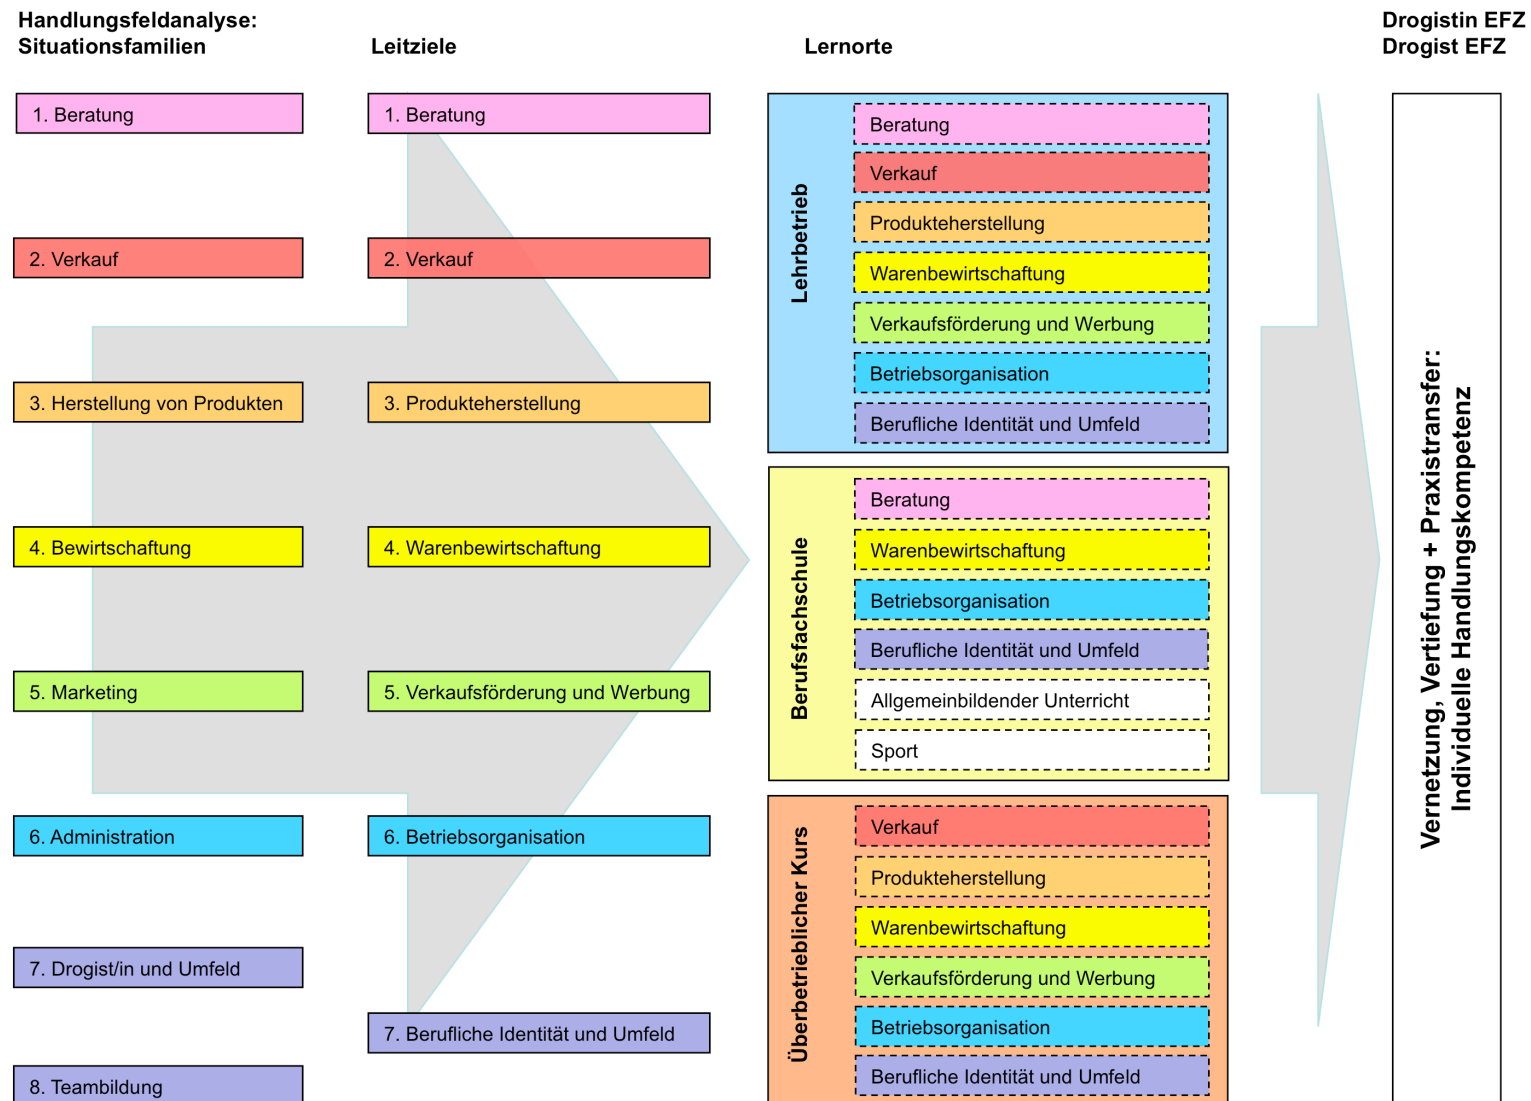 Handlungsfeldanalyse:
Situationsfamilien
Leitziele
Lernorte
Drogistin EFZ
Drogist EFZ
1. Beratung
2. Verkauf
3. Herstellung von Produkten
4. Bewirtschaftung
5. Marketing
6. Administration
7. Drogist/in und Umfeld
8. Teambildung
1. Beratung
2. Verkauf
3. Produkteherstellung
4. Warenbewirtschaftung
5. Verkaufsförderung und Werbung
6. Betriebsorganisation
7. Berufliche Identität und Umfeld
Lehrbetrieb
Beratung
Verkauf
Produkteherstellung
Warenbewirtschaftung
Verkaufsförderung und Werbung
Betriebsorganisation
Berufliche Identität und Umfeld
Berufsfachschule
Beratung
Warenbewirtschaftung
Betriebsorganisation
Berufliche Identität und Umfeld
Allgemeinbildender Unterricht
Sport
Überbetrieblicher Kurs
Verkauf
Produkteherstellung
Warenbewirtschaftung
Verkaufsförderung und Werbung
Betriebsorganisation
Berufliche Identität und Umfeld
Vernetzung, Vertiefung + Praxistransfer:
Individuelle Handlungskompetenz